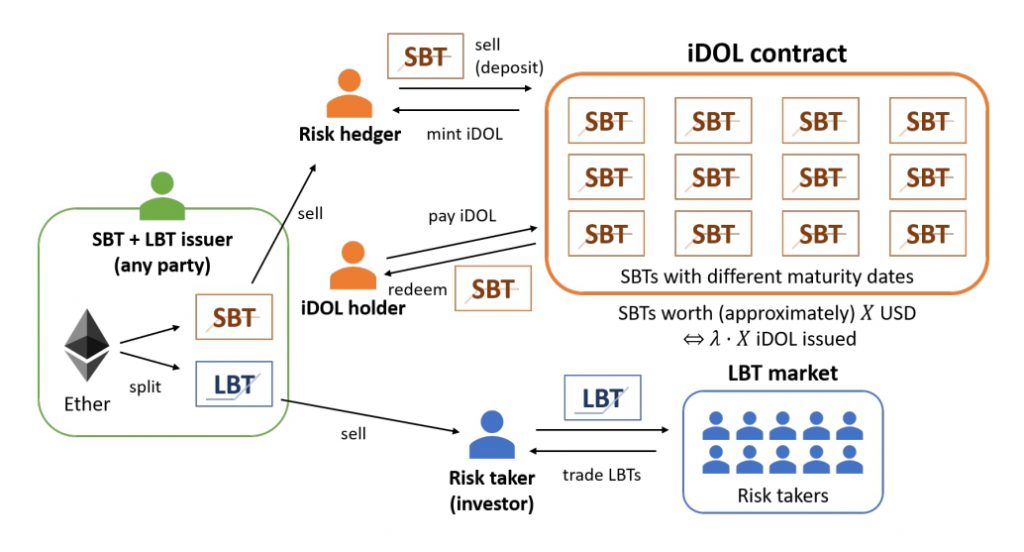 iDOL contract
SBT
sell
(deposit)
Risk hedger
mint iDOL
SBT SBT SBT SBT
SBT SBT SBT SBT
SBT SBT SBT SBT
SBTs with different maturity dates
sell
pay iDOL
redeem
SBT
iDOL holder
SBTs worth (approximately) X USD
⇔ λ · X iDOL issued
SBT + LBT issuer
(any party)
SBT
LBT
Ether
split
sell
LBT
trade LBTs
Risk taker
(investor)
LBT market
Risk takers